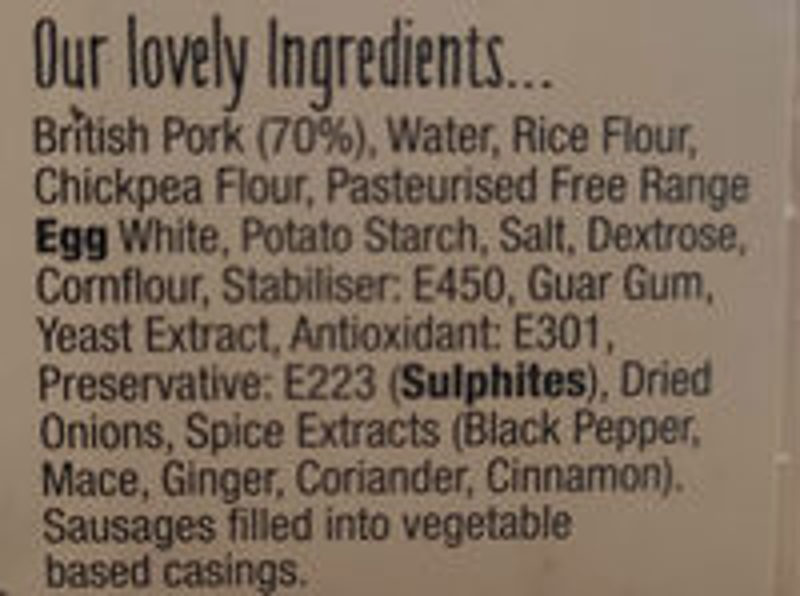 Our lovely Ingredients...
British Pork (70%), Water, Rice Flour,
Chickpea Flour, Pasteurised Free Range
Egg White, Potato Starch, Salt, Dextrose,
Cornflour, Stabiliser: E450, Guar Gum,
Yeast Extract, Antioxidant: E301,
Preservative: E223 (Sulphites), Dried
Onions, Spice Extracts (Black Pepper,
Mace, Ginger, Coriander, Cinnamon).
Sausages filled into vegetable
based casings.